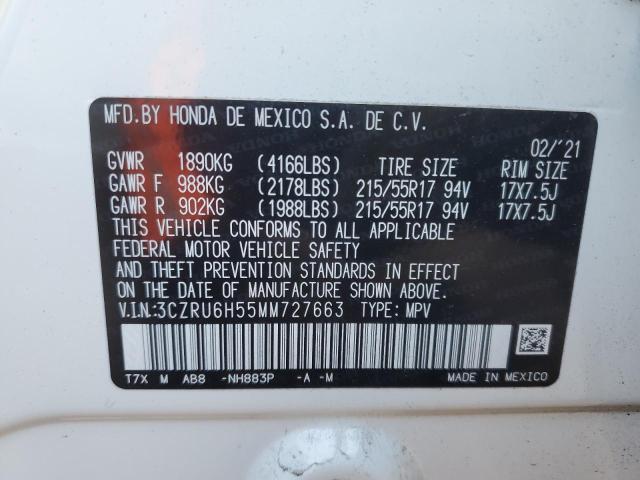 MFD.BY HONDA DE MEXICO S.A. DE C.V.
02/'21
GVWR 1890KG (4166LBS) TIRE SIZE RIM SIZE
GAWR F 988KG (2178LBS) 215/55R17 94V 17X7.5J
GAWR R 902KG (1988LBS) 215/55R17 94V 17X7.5J
THIS VEHICLE CONFORMS TO ALL APPLICABLE
FEDERAL MOTOR VEHICLE SAFETY
AND THEFT PREVENTION STANDARDS IN EFFECT
ON THE DATE OF MANUFACTURE SHOWN ABOVE.
V.I.N.:3CZRU6H55MM727663 TYPE: MPV
T7X M AB8 -NH883P -A -M
MADE IN MEXICO